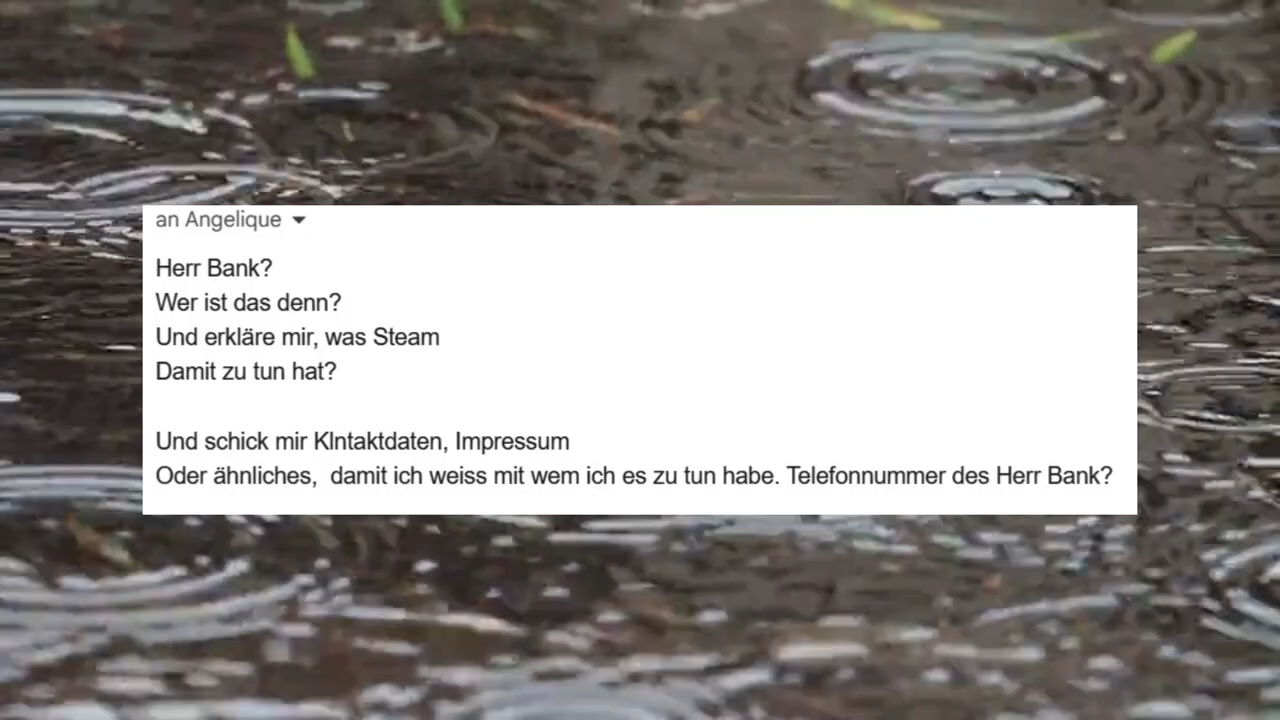 an Angelique
Herr Bank?
Wer ist das denn?
Und erkläre mir, was Steam
Damit zu tun hat?
Und schick mir Klntaktdaten, Impressum
Oder ähnliches,  damit ich weiss mit wem ich es zu tun habe. Telefonnummer des Herr Bank?